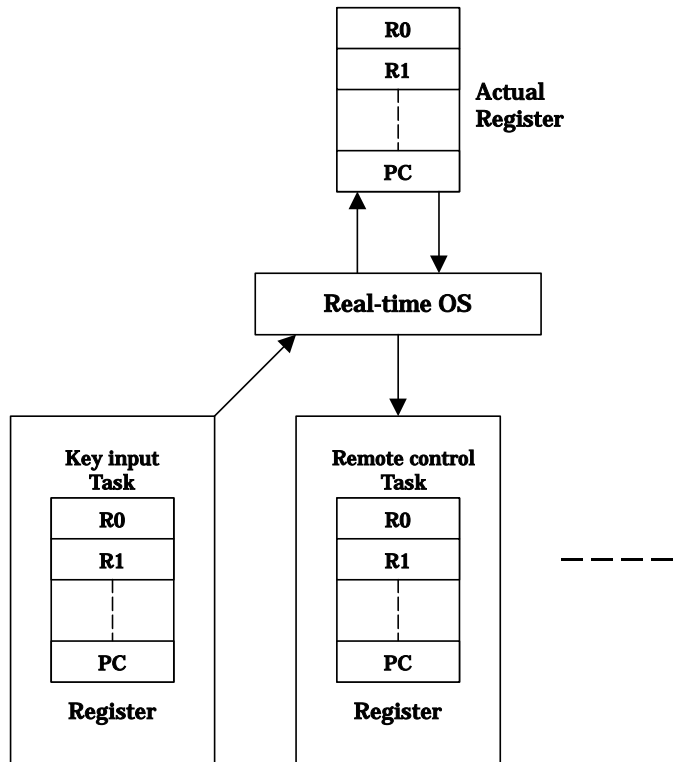 R0
R1
PC
Actual
Register
Real-time OS
Key input
Task
R0
R1
PC
Register
Remote control
Task
R0
R1
PC
Register